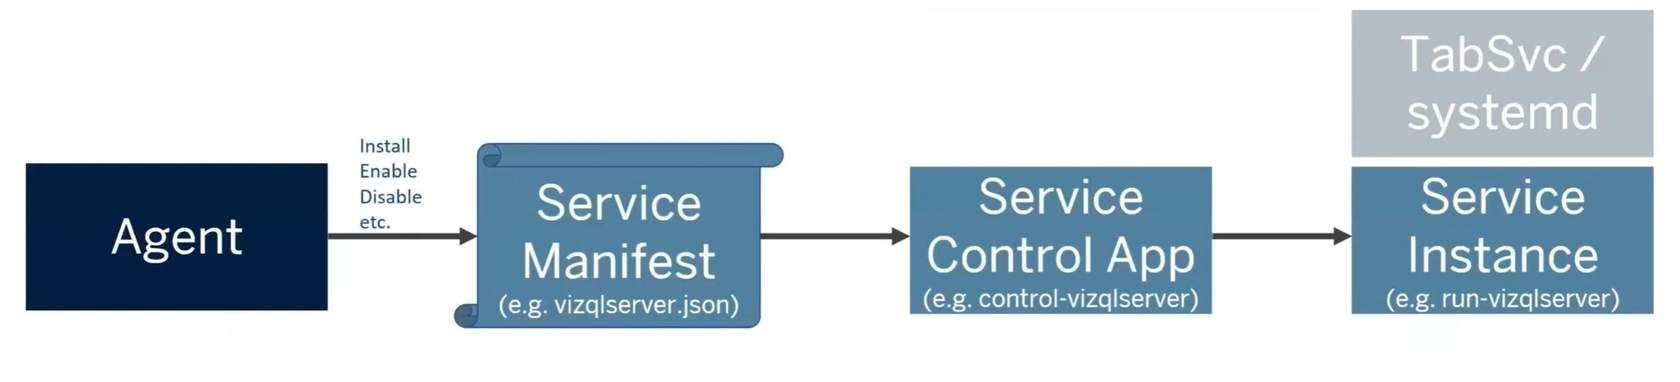 Agent
Install
Enable
Disable
etc.
Service
Manifest
(e.g. vizqlserver.json)
Service
Control App
(e.g. control-vizqlserver)
TabSvc /
systemd
Service
Instance
(e.g. run-vizqlserver)